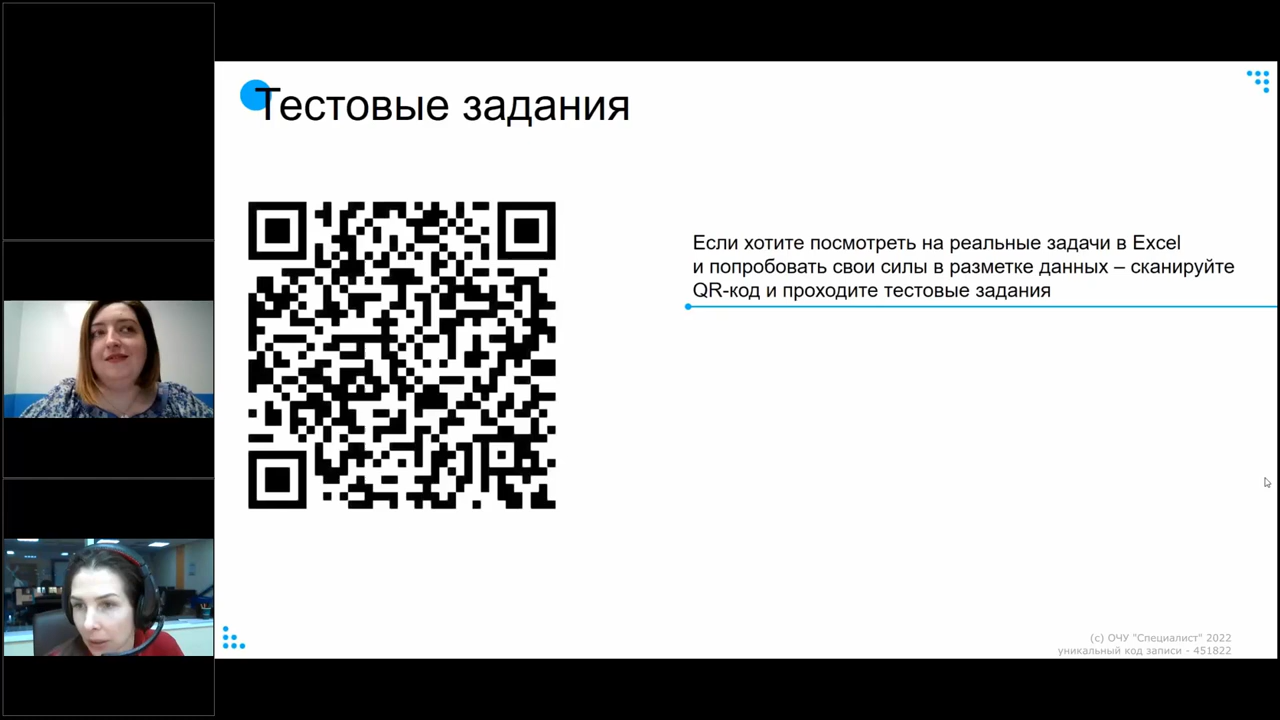 Тестовые задания
Если хотите посмотреть на реальные задачи в Excel
и попробовать свои силы в разметке данных – сканируйте
QR-код и проходите тестовые задания
(с) ОЧУ "Специалист" 2022
уникальный код записи - 451822